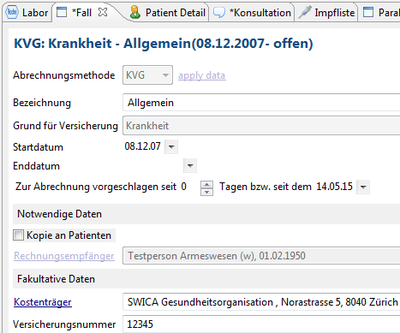 Labor *Fall Patient Detail *Konsultation Impfliste Para
KVG: Krankheit - Allgemein(08.12.2007- offen)
Abrechnungsmethode KVG apply data
Bezeichnung Allgemein
Grund für Versicherung Krankheit
Startdatum 08.12.07
Enddatum
Zur Abrechnung vorgeschlagen seit 0 Tagen bzw. seit dem 14.05.15
Notwendige Daten
Kopie an Patienten
Rechnungsempfänger Testperson Armeswesen (w), 01.02.1950
Fakultative Daten
Kostenträger SWICA Gesundheitsorganisation , Norastrasse 5, 8040 Zürich
Versicherungsnummer 12345